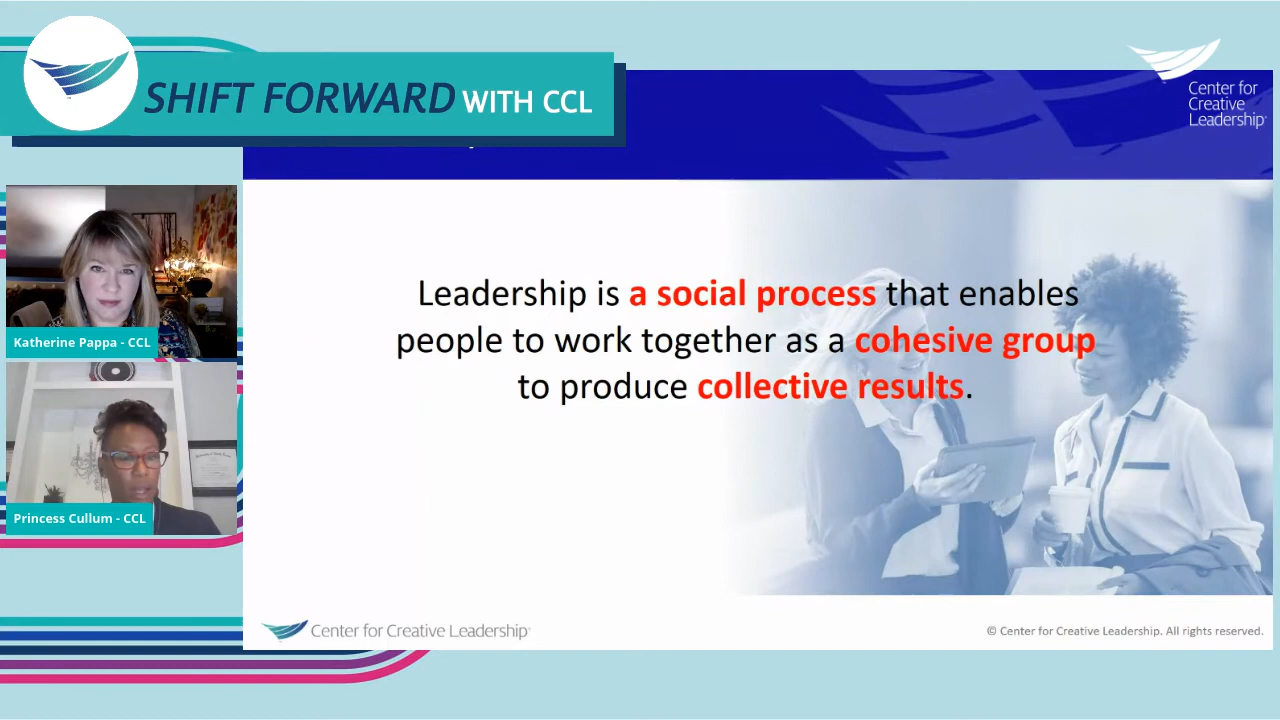 SHIFT FORWARD WITH CCL
Center for
Creative
Leadership
Leadership is a social process that enables
people to work together as a cohesive group
to produce collective results.
Katherine Pappa - CCL
Princess Cullum - CCL
Center for Creative Leadership
© Center for Creative Leadership. All rights reserved.